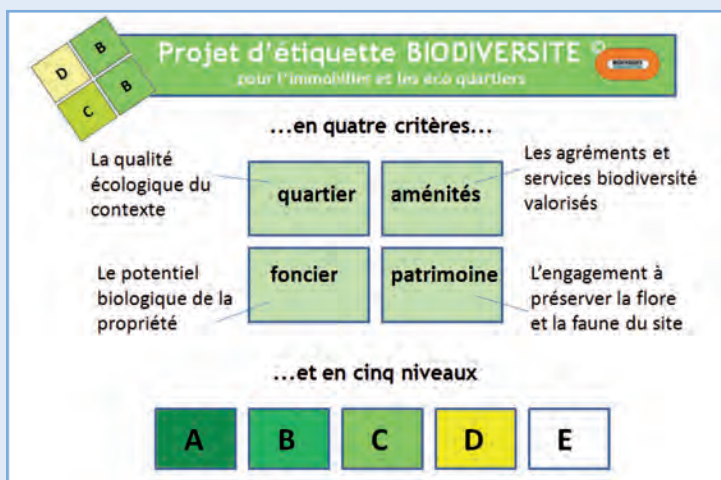 D
B
C
B
Projet d'étiquette BIODIVERSITE ©
pour l'immobilier et les éco quartiers
...en quatre critères...
La qualité
écologique du
contexte
quartier
aménités
Les agréments et
services biodiversité
valorisés
Le potentiel
biologique de la
propriété
foncier
patrimoine
L'engagement à
préserver la flore
et la faune du site
...et en cinq niveaux
A
B
C
D
E